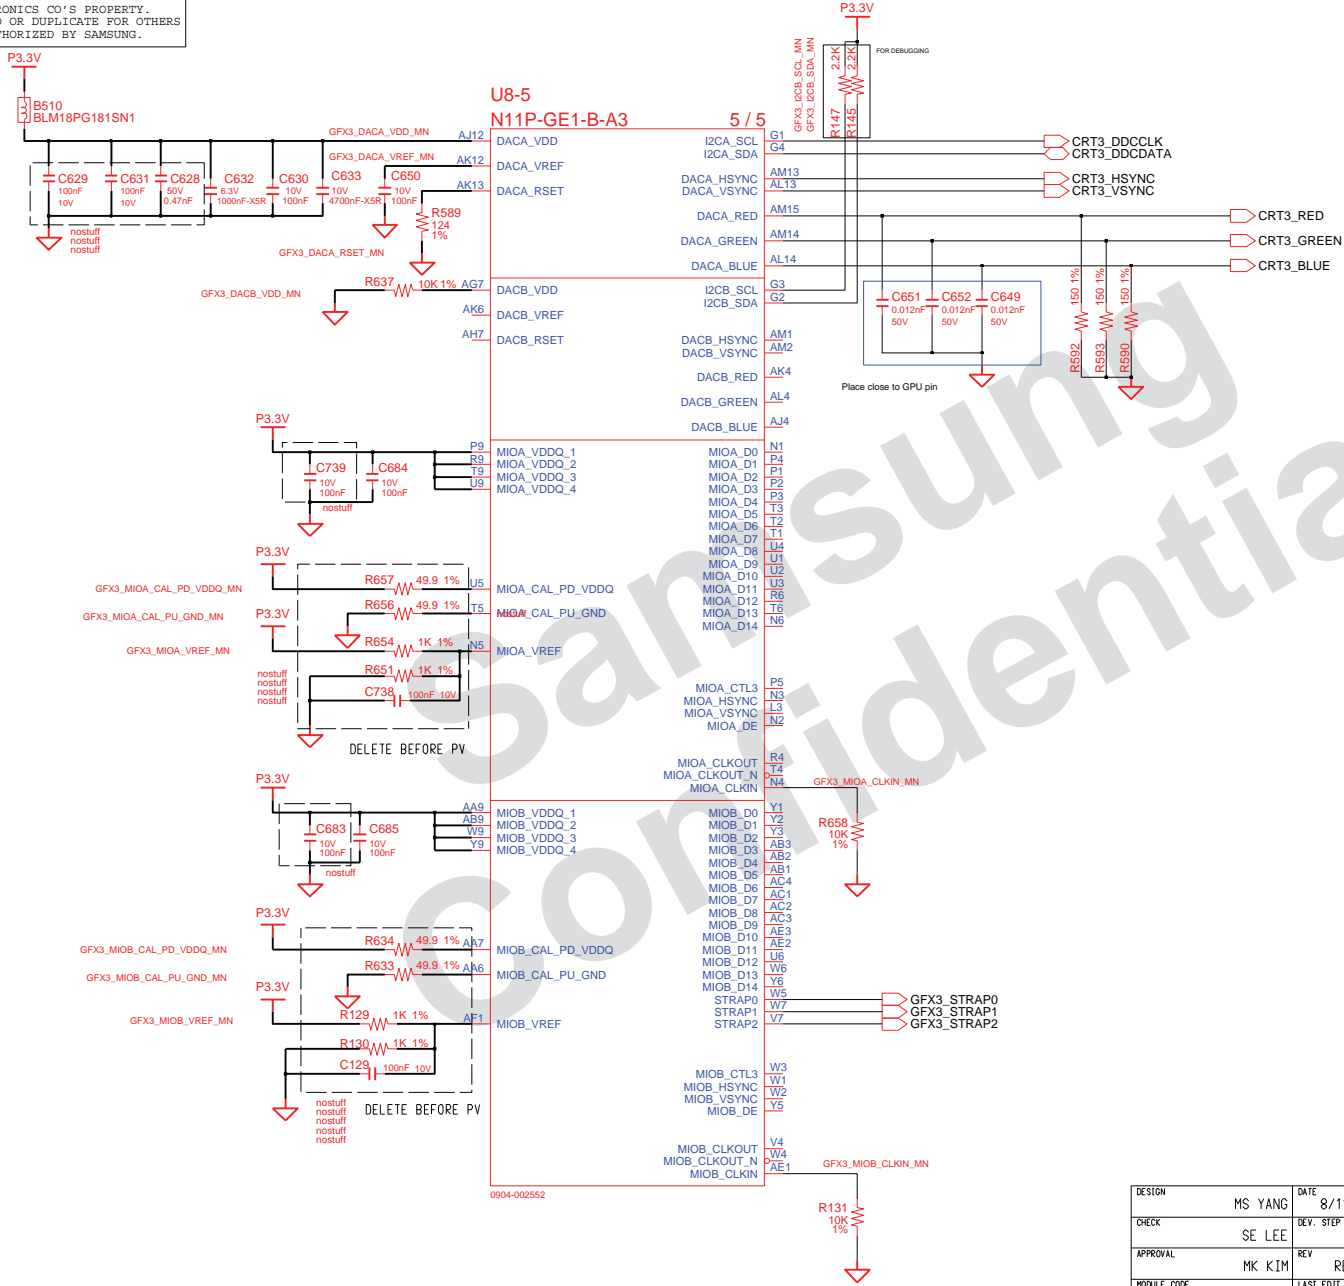 RONICS CO'S PROPERTY.
O OR DUPLICATE FOR OTHERS
THORIZED BY SAMSUNG.
P3.3V
B510
BLM18PG181SN1
C629
100nF
10V
C631
100nF
10V
C628
50V
0.47nF
nostuff
nostuff
nostuff
C632
6.3V
1000nF-X5R
C630
10V
100nF
C633
10V
4700nF-X5R
C650
10V
100nF
GFX3_DACA_VDD_MN
GFX3_DACA_VREF_MN
R589
124
1%
GFX3_DACA_RSET_MN
GFX3_DACB_VDD_MN
R637
10K 1%
U8-5
N11P-GE1-B-A3
5 / 5
AJ12 DACA_VDD
AK12 DACA_VREF
AK13 DACA_RSET
AG7 DACB_VDD
AK6 DACB_VREF
AH7 DACB_RSET
I2CA_SCL G1
I2CA_SDA G4
DACA_HSYNC AM13
DACA_VSYNC AL13
DACA_RED AM15
DACA_GREEN AM14
DACA_BLUE AL14
I2CB_SCL G3
I2CB_SDA G2
DACB_HSYNC AM1
DACB_VSYNC AM2
DACB_RED AK4
DACB_GREEN AL4
DACB_BLUE AJ4
P3.3V
FOR DEBUGGING
GFX3_I2CB_SCL_MN
GFX3_I2CB_SDA_MN
R147 2.2K
R145 2.2K
CRT3_DDCCLK
CRT3_DDCDATA
CRT3_HSYNC
CRT3_VSYNC
CRT3_RED
CRT3_GREEN
CRT3_BLUE
C651
0.012nF
50V
C652
0.012nF
50V
C649
0.012nF
50V
Place close to GPU pin
R592 150 1%
R593 150 1%
R590 150 1%
P3.3V
C739
10V
100nF
nostuff
C684
10V
100nF
P9 MIOA_VDDQ_1
R9 MIOA_VDDQ_2
T9 MIOA_VDDQ_3
U9 MIOA_VDDQ_4
P3.3V
GFX3_MIOA_CAL_PD_VDDQ_MN
R657 49.9 1%
U5 MIOA_CAL_PD_VDDQ
GFX3_MIOA_CAL_PU_GND_MN
R656 49.9 1%
T5 MIOA_CAL_PU_GND
nostuff
P3.3V
GFX3_MIOA_VREF_MN
R654 1K 1%
N5 MIOA_VREF
R651 1K 1%
C738 100nF 10V
nostuff
nostuff
nostuff
nostuff
DELETE BEFORE PV
MIOA_D0 N1
MIOA_D1 P4
MIOA_D2 P1
MIOA_D3 P2
MIOA_D4 P3
MIOA_D5 T3
MIOA_D6 T2
MIOA_D7 T1
MIOA_D8 U4
MIOA_D9 U1
MIOA_D10 U2
MIOA_D11 U3
MIOA_D12 R6
MIOA_D13 T6
MIOA_D14 N6
MIOA_CTL3 P5
MIOA_HSYNC N3
MIOA_VSYNC L3
MIOA_DE N2
MIOA_CLKOUT R4
MIOA_CLKOUT_N T4
MIOA_CLKIN N4
GFX3_MIOA_CLKIN_MN
R658
10K
1%
P3.3V
C683
10V
100nF
nostuff
C685
10V
100nF
AA9 MIOB_VDDQ_1
AB9 MIOB_VDDQ_2
W9 MIOB_VDDQ_3
Y9 MIOB_VDDQ_4
P3.3V
GFX3_MIOB_CAL_PD_VDDQ_MN
R634 49.9 1%
AA7 MIOB_CAL_PD_VDDQ
GFX3_MIOB_CAL_PU_GND_MN
R633 49.9 1%
AA6 MIOB_CAL_PU_GND
P3.3V
GFX3_MIOB_VREF_MN
R129 1K 1%
AF1 MIOB_VREF
R130 1K 1%
C129 100nF 10V
nostuff
nostuff
nostuff
nostuff
nostuff
DELETE BEFORE PV
MIOB_D0 Y1
MIOB_D1 Y2
MIOB_D2 Y3
MIOB_D3 AB3
MIOB_D4 AB2
MIOB_D5 AB1
MIOB_D6 AC4
MIOB_D7 AC1
MIOB_D8 AC2
MIOB_D9 AC3
MIOB_D10 AE3
MIOB_D11 AE2
MIOB_D12 U6
MIOB_D13 W6
MIOB_D14 Y6
STRAP0 W5
STRAP1 W7
STRAP2 V7
GFX3_STRAP0
GFX3_STRAP1
GFX3_STRAP2
MIOB_CTL3 W3
MIOB_HSYNC W1
MIOB_VSYNC W2
MIOB_DE Y5
MIOB_CLKOUT V4
MIOB_CLKOUT_N W4
MIOB_CLKIN AE1
GFX3_MIOB_CLKIN_MN
R131
10K
1%
0904-002552
Samsung
Confidentia
DESIGN MS YANG DATE 8/1
CHECK SE LEE DEV. STEP
APPROVAL MK KIM REV R
MODULE CODE LAST EDIT